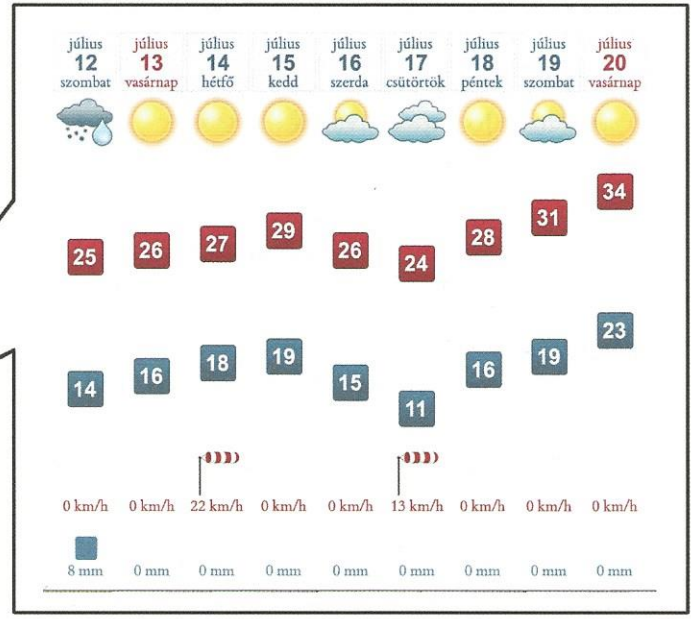 július július július július július július július július július
12 13 14 15 16 17 18 19 20
szombat vasárnap hétfő kedd szerda csütörtök péntek szombat vasárnap
25 26 27 29 26 24 28 31 34
14 16 18 19 15 11 16 19 23
0 km/h 0 km/h 22 km/h 0 km/h 0 km/h 13 km/h 0 km/h 0 km/h 0 km/h
8 mm 0 mm 0 mm 0 mm 0 mm 0 mm 0 mm 0 mm 0 mm